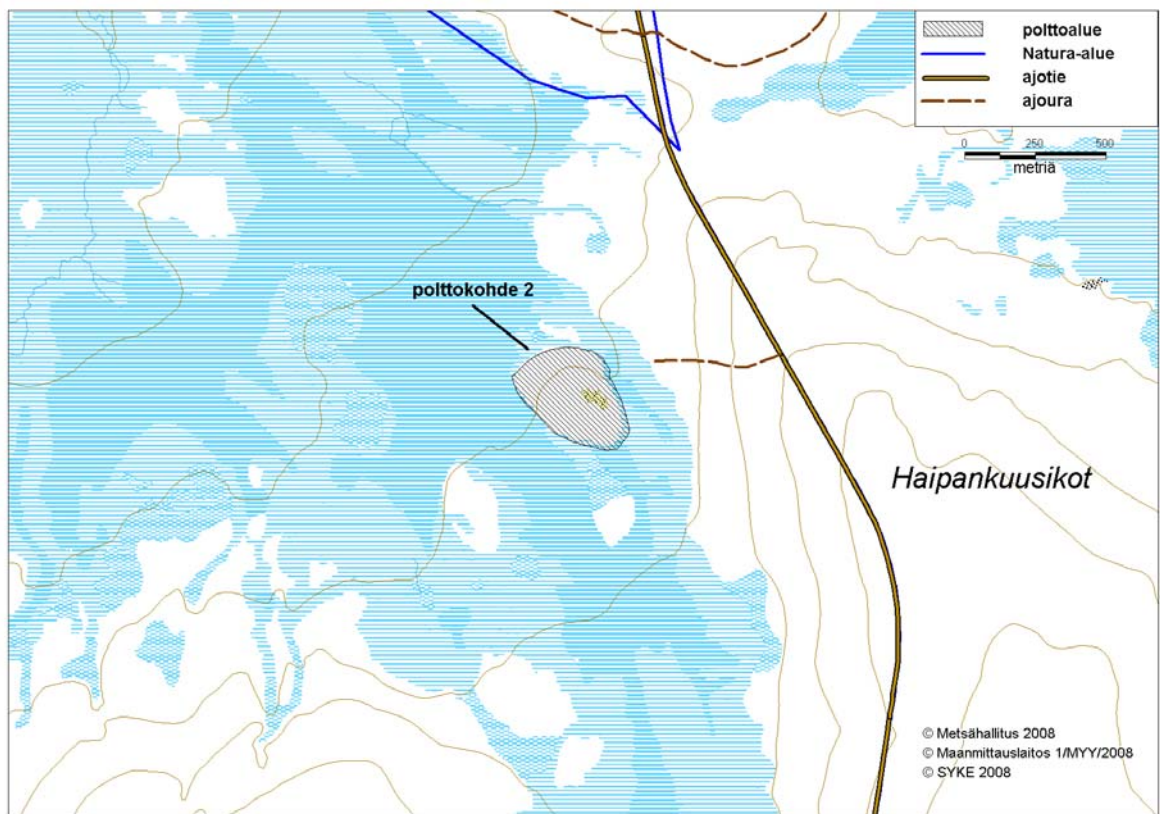 polttoalue
Natura-alue
ajotie
ajoura
0 250 500
metriä
polttokohde 2
Haipankuusikot
© Metsähallitus 2008
© Maanmittauslaitos 1/MYY/2008
© SYKE 2008